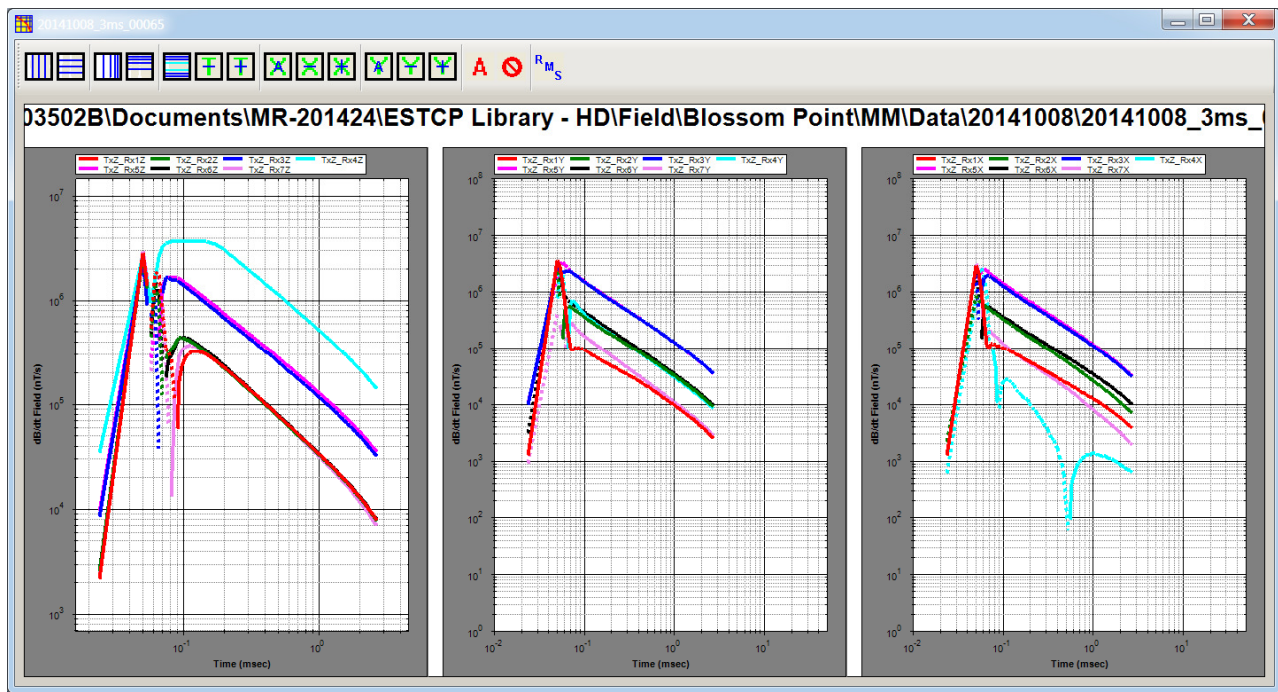 20141008_3ms_00065
A A A RMS
03502B\Documents\MR-201424\ESTCP Library - HD\Field\Blossom Point\MM\Data\20141008\20141008_3ms_
TxZ_Rx1Z TxZ_Rx2Z TxZ_Rx3Z TxZ_Rx4Z
TxZ_Rx5Z TxZ_Rx6Z TxZ_Rx7Z
10^7
10^6
10^5
10^4
10^3
dB/dt Field (nT/s)
10^-1 10^0
Time (msec)
TxZ_Rx1Y TxZ_Rx2Y TxZ_Rx3Y TxZ_Rx4Y
TxZ_Rx5Y TxZ_Rx6Y TxZ_Rx7Y
10^8
10^7
10^6
10^5
10^4
10^3
10^2
10^1
10^0
dB/dt Field (nT/s)
10^-2 10^-1 10^0 10^1
Time (msec)
TxZ_Rx1X TxZ_Rx2X TxZ_Rx3X TxZ_Rx4X
TxZ_Rx5X TxZ_Rx6X TxZ_Rx7X
10^8
10^7
10^6
10^5
10^4
10^3
10^2
10^1
10^0
dB/dt Field (nT/s)
10^-2 10^-1 10^0 10^1
Time (msec)